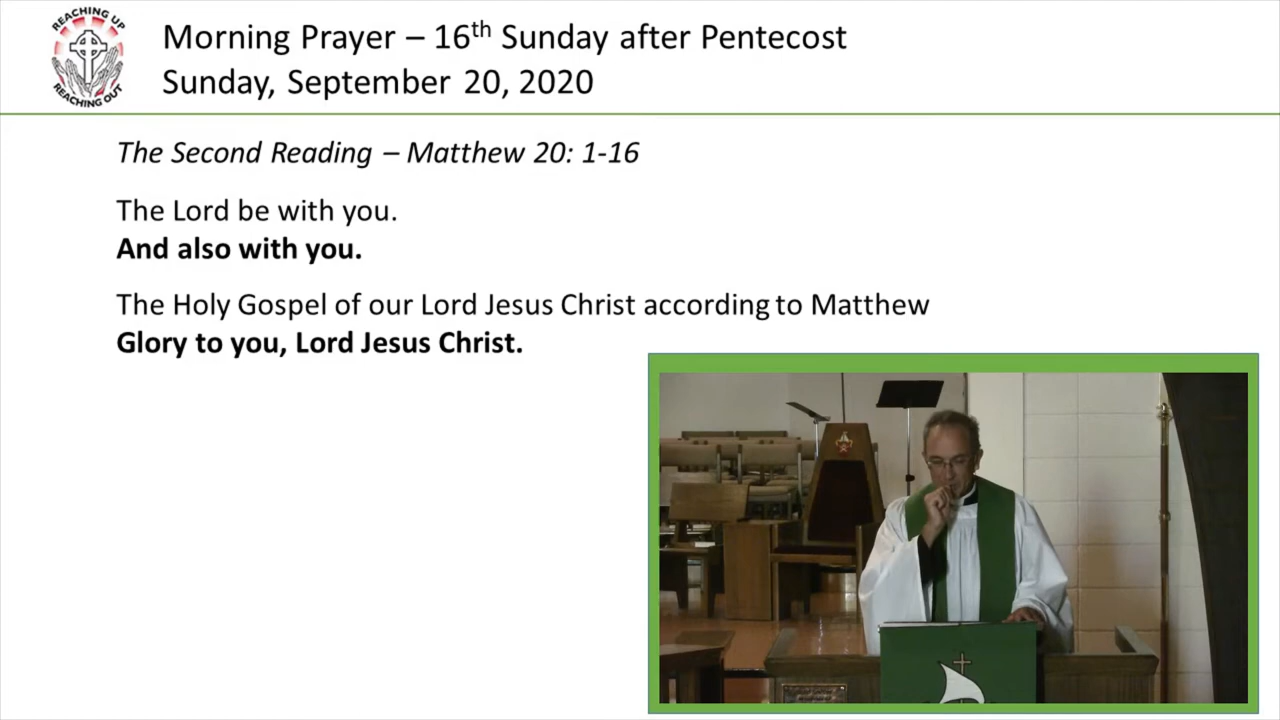 REACHING UP
REACHING OUT
Morning Prayer – 16th Sunday after Pentecost
Sunday, September 20, 2020
The Second Reading – Matthew 20: 1-16
The Lord be with you.
And also with you.
The Holy Gospel of our Lord Jesus Christ according to Matthew
Glory to you, Lord Jesus Christ.